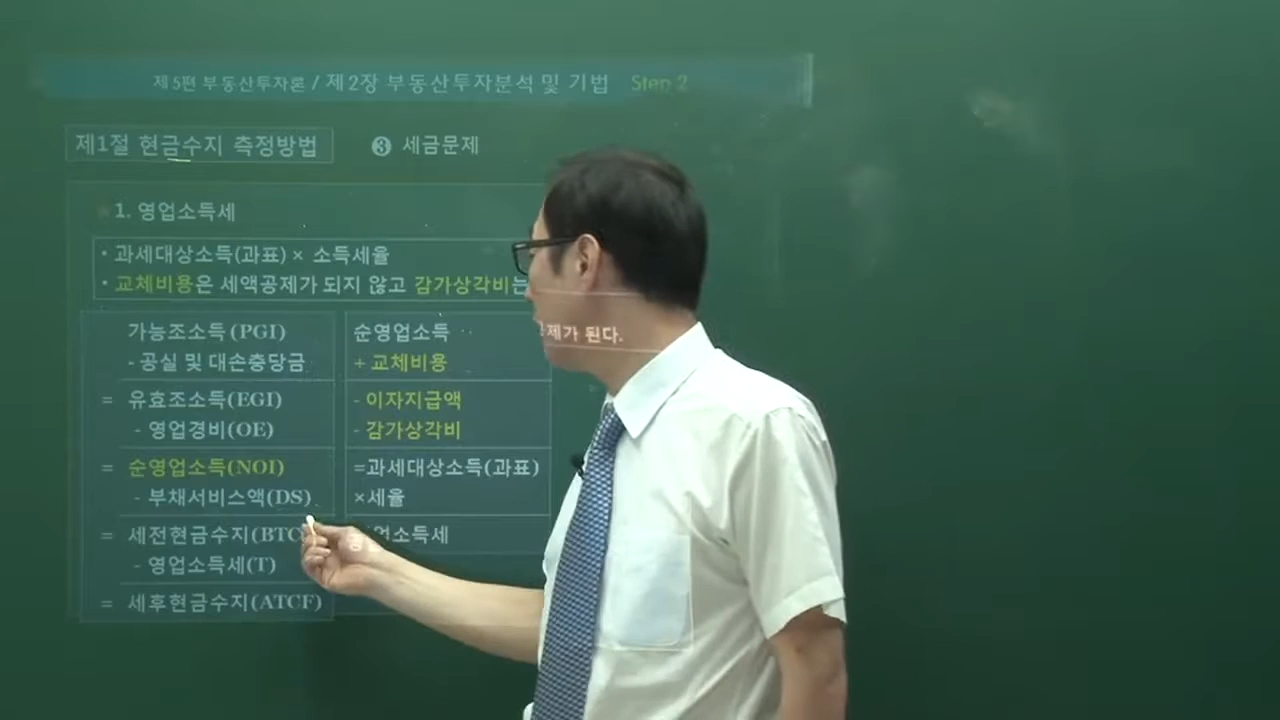 제5편 부동산투자론 / 제2장 부동산투자분석 및 기법 Step 2
제1절 현금수지 측정방법 ❸ 세금문제
1. 영업소득세
· 과세대상소득(과표) × 소득세율
· 교체비용은 세액공제가 되지 않고 감가상각비는
제가 된다.
가능조소득(PGI)
- 공실 및 대손충당금
= 유효조소득(EGI)
- 영업경비(OE)
= 순영업소득(NOI)
- 부채서비스액(DS)
= 세전현금수지(BTC
- 영업소득세(T)
= 세후현금수지(ATCF)
순영업소득
+ 교체비용
- 이자지급액
- 감가상각비
=과세대상소득(과표)
×세율
영업소득세